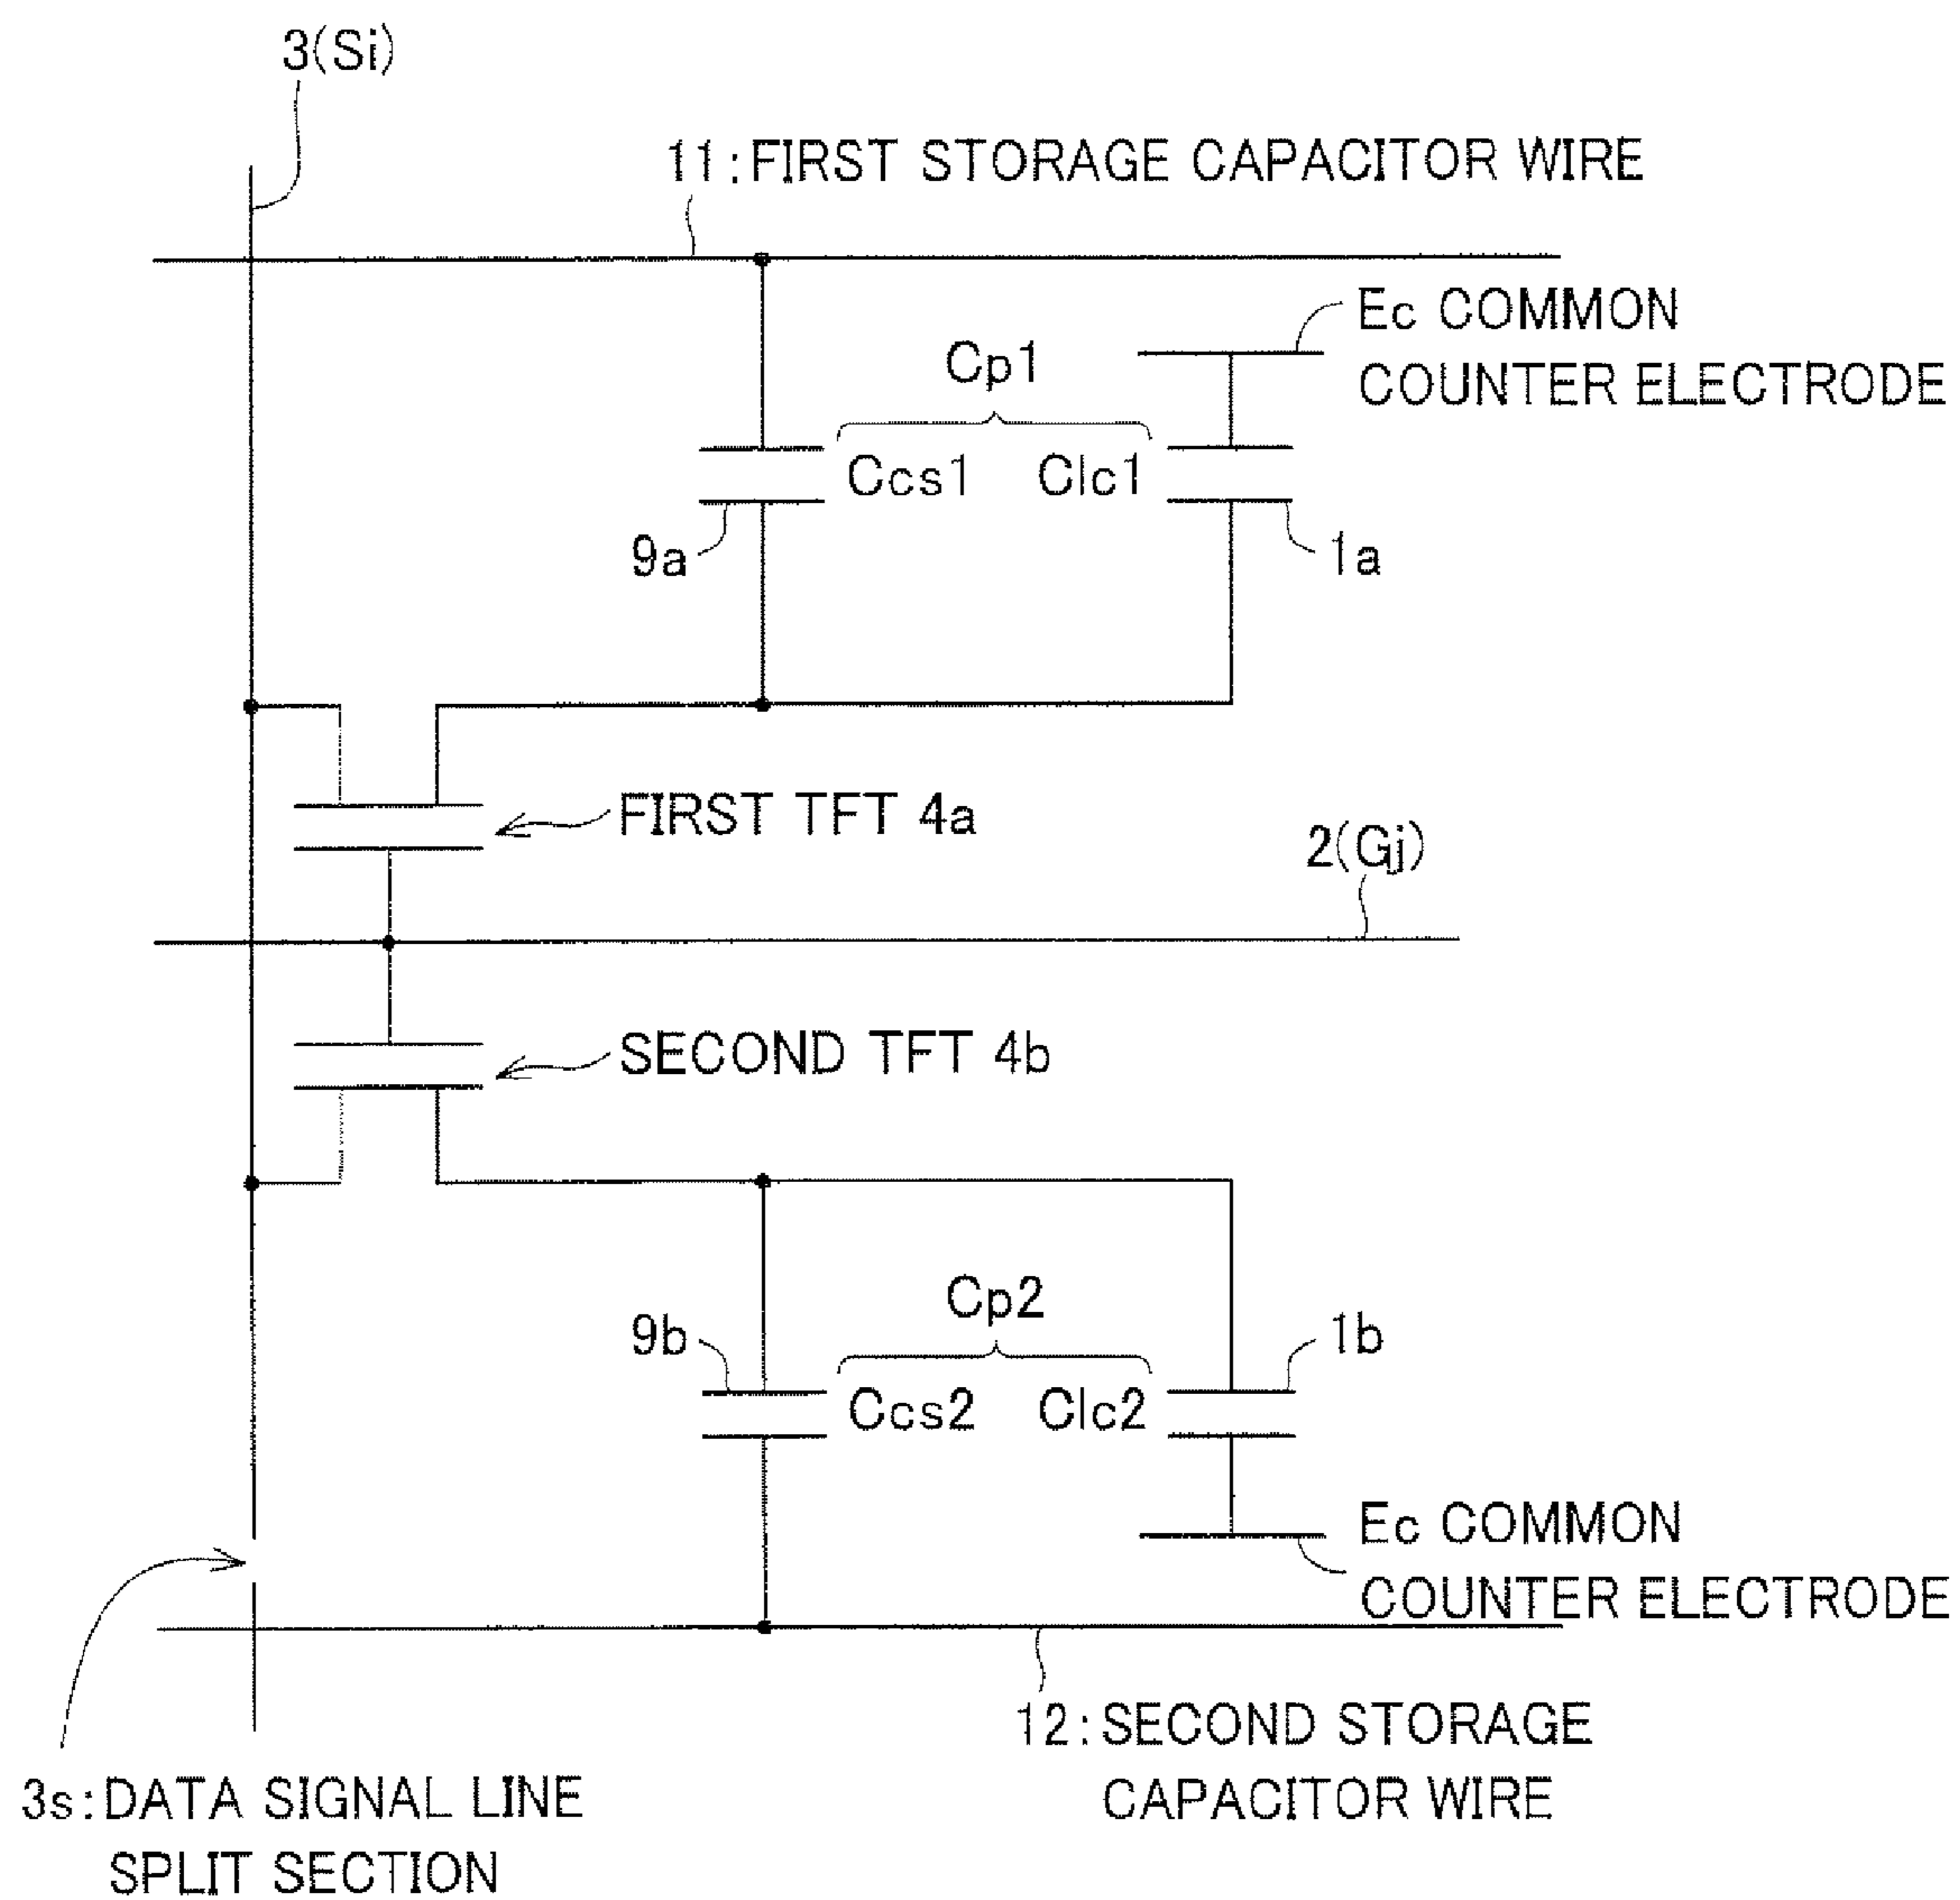 3(Si)
11:FIRST STORAGE CAPACITOR WIRE
Ec COMMON
COUNTER ELECTRODE
Cp1
Ccs1 Clc1
9a
1a
FIRST TFT 4a
2(Gj)
SECOND TFT 4b
Cp2
9b
1b
Ccs2 Clc2
Ec COMMON
COUNTER ELECTRODE
12:SECOND STORAGE
CAPACITOR WIRE
3s:DATA SIGNAL LINE
SPLIT SECTION